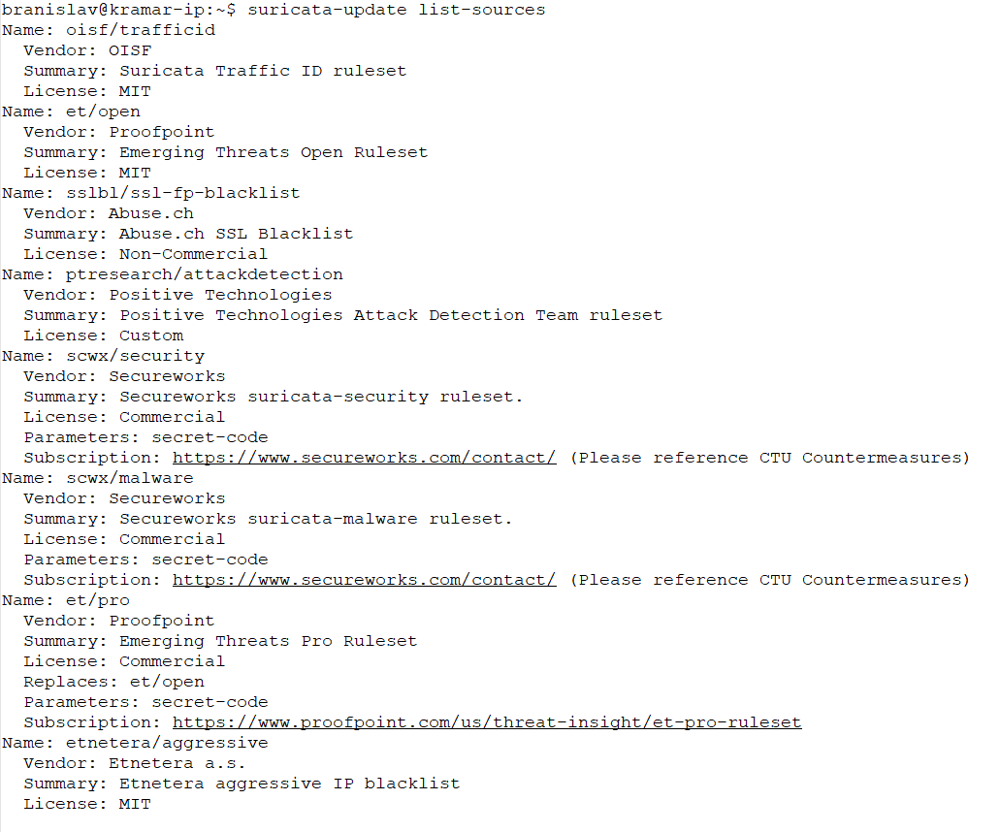 branislav@kramar-ip:~$ suricata-update list-sources
Name: oisf/trafficid
  Vendor: OISF
  Summary: Suricata Traffic ID ruleset
  License: MIT
Name: et/open
  Vendor: Proofpoint
  Summary: Emerging Threats Open Ruleset
  License: MIT
Name: sslbl/ssl-fp-blacklist
  Vendor: Abuse.ch
  Summary: Abuse.ch SSL Blacklist
  License: Non-Commercial
Name: ptresearch/attackdetection
  Vendor: Positive Technologies
  Summary: Positive Technologies Attack Detection Team ruleset
  License: Custom
Name: scwx/security
  Vendor: Secureworks
  Summary: Secureworks suricata-security ruleset.
  License: Commercial
  Parameters: secret-code
  Subscription: https://www.secureworks.com/contact/ (Please reference CTU Countermeasures)
Name: scwx/malware
  Vendor: Secureworks
  Summary: Secureworks suricata-malware ruleset.
  License: Commercial
  Parameters: secret-code
  Subscription: https://www.secureworks.com/contact/ (Please reference CTU Countermeasures)
Name: et/pro
  Vendor: Proofpoint
  Summary: Emerging Threats Pro Ruleset
  License: Commercial
  Replaces: et/open
  Parameters: secret-code
  Subscription: https://www.proofpoint.com/us/threat-insight/et-pro-ruleset
Name: etnetera/aggressive
  Vendor: Etnetera a.s.
  Summary: Etnetera aggressive IP blacklist
  License: MIT